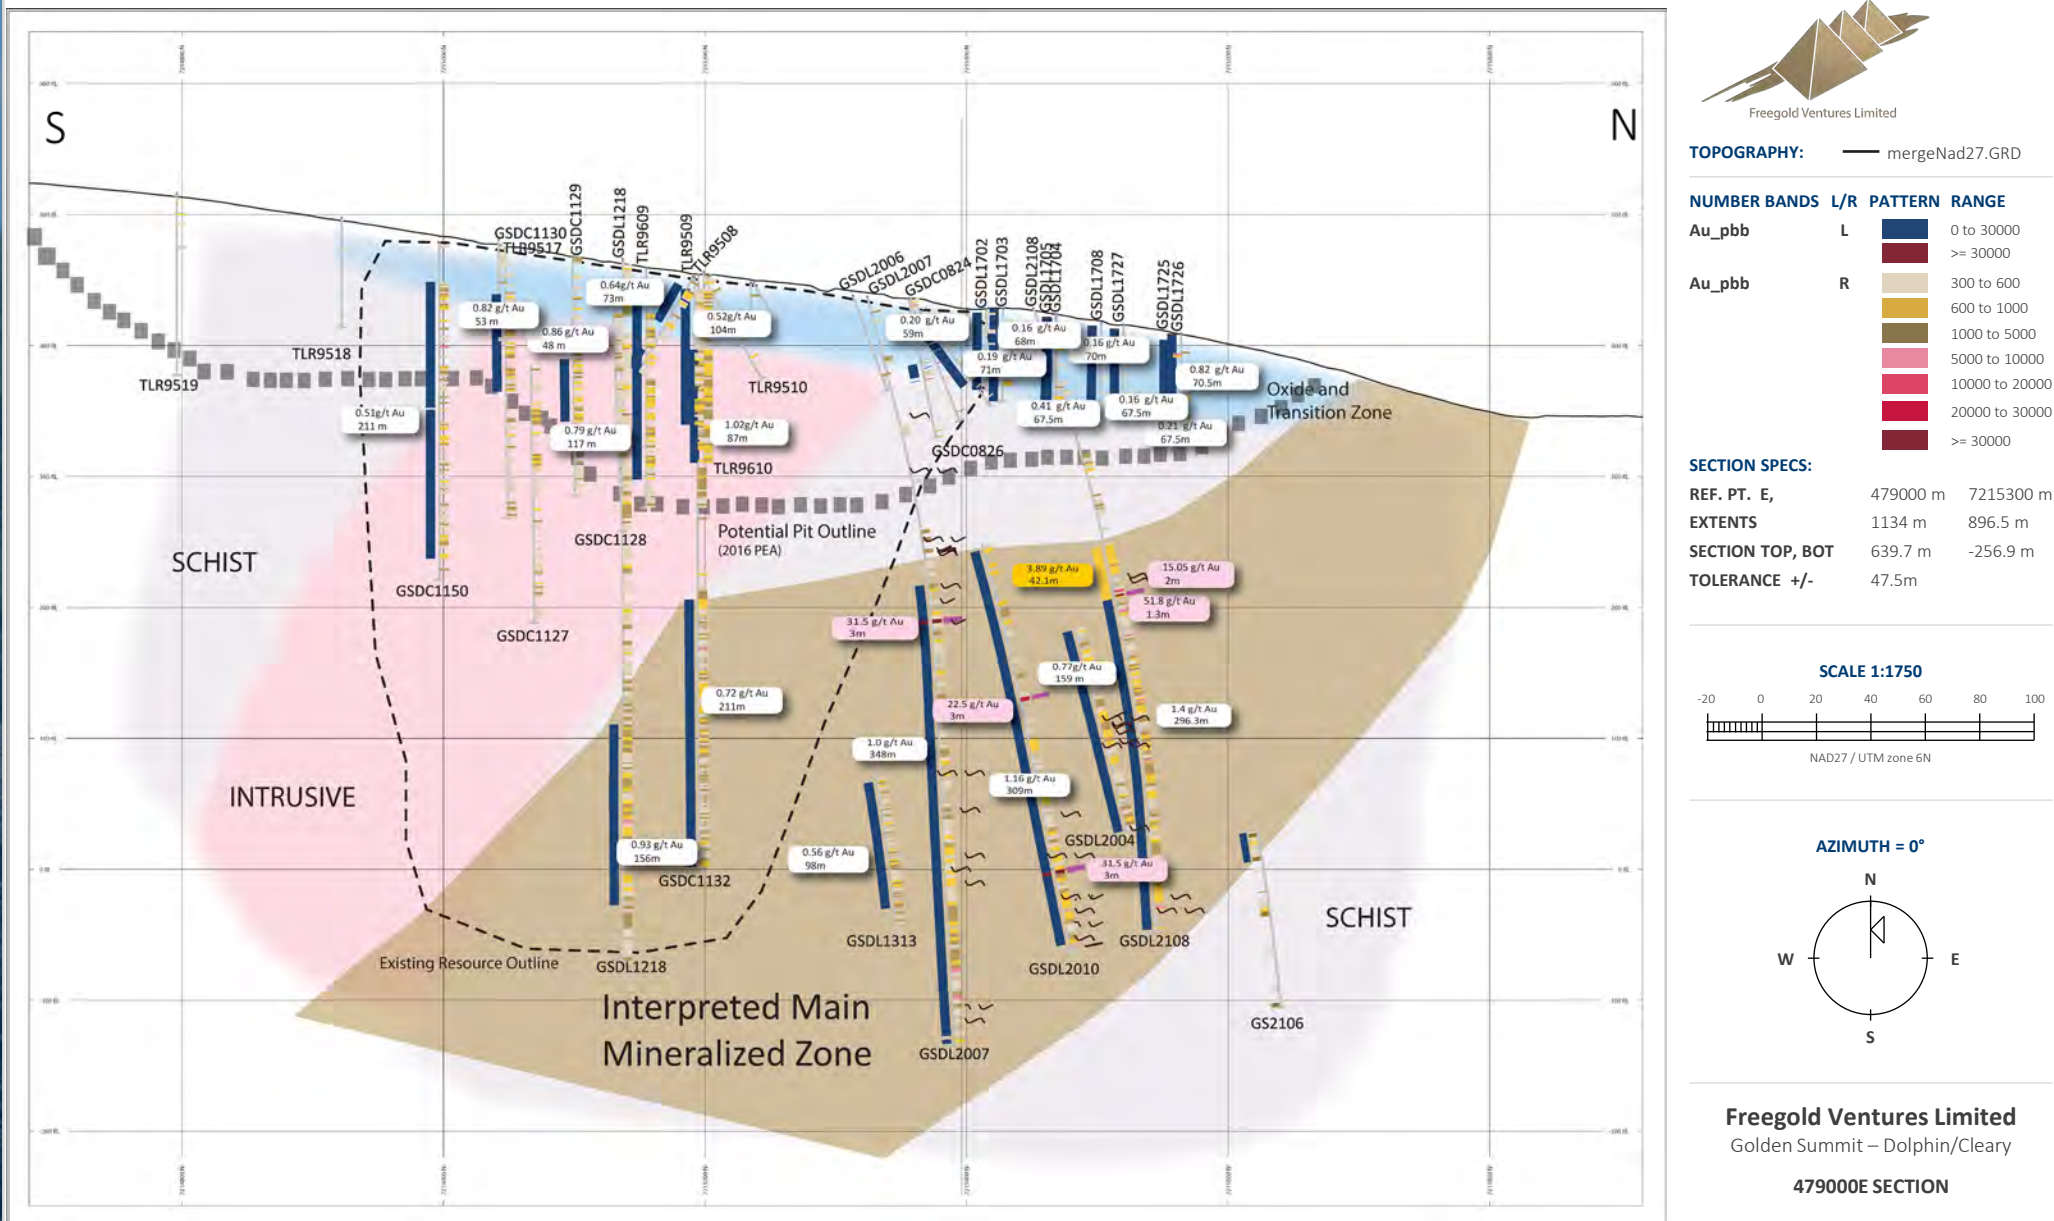 S
N
GSDC1130
TLR9517
GSDC1129
GSDL1218
TLR9609
TLR9509
TLR9508
GSDL2006
GSDL2007
GSDC0824
GSDL1702
GSDL1703
GSDL2108
GSDL1705
GSDL1704
GSDL1708
GSDL1727
GSDL1725
GSDL1726
0.64g/t Au
73m
0.82 g/t Au
53 m
0.86 g/t Au
48 m
0.52g/t Au
104m
0.20 g/t Au
59m
0.16 g/t Au
68m
0.16 g/t Au
70m
0.19 g/t Au
71m
0.82 g/t Au
70.5m
TLR9518
TLR9519
TLR9510
Oxide and
Transition Zone
0.51g/t Au
211 m
0.41 g/t Au
67.5m
0.16 g/t Au
67.5m
0.21 g/t Au
67.5m
0.79 g/t Au
117 m
1.02g/t Au
87m
GSDC0826
TLR9610
Potential Pit Outline
(2016 PEA)
GSDC1128
SCHIST
GSDC1150
GSDC1127
3.89 g/t Au
42.1m
15.05 g/t Au
2m
51.8 g/t Au
1.3m
31.5 g/t Au
3m
0.77g/t Au
159 m
0.72 g/t Au
211m
22.5 g/t Au
3m
1.4 g/t Au
296.3m
1.0 g/t Au
348m
1.16 g/t Au
309m
INTRUSIVE
GSDL2004
0.93 g/t Au
156m
0.56 g/t Au
98m
31.5 g/t Au
3m
GSDC1132
SCHIST
GSDL1313
GSDL2108
Existing Resource Outline
GSDL1218
GSDL2010
Interpreted Main
Mineralized Zone
GS2106
GSDL2007
Freegold Ventures Limited
TOPOGRAPHY: mergeNad27.GRD
NUMBER BANDS L/R PATTERN RANGE
Au_pbb L 0 to 30000
>= 30000
Au_pbb R 300 to 600
600 to 1000
1000 to 5000
5000 to 10000
10000 to 20000
20000 to 30000
>= 30000
SECTION SPECS:
REF. PT. E, 479000 m 7215300 m
EXTENTS 1134 m 896.5 m
SECTION TOP, BOT 639.7 m -256.9 m
TOLERANCE +/- 47.5m
SCALE 1:1750
-20 0 20 40 60 80 100
NAD27 / UTM zone 6N
AZIMUTH = 0°
N
W E
S
Freegold Ventures Limited
Golden Summit – Dolphin/Cleary
479000E SECTION